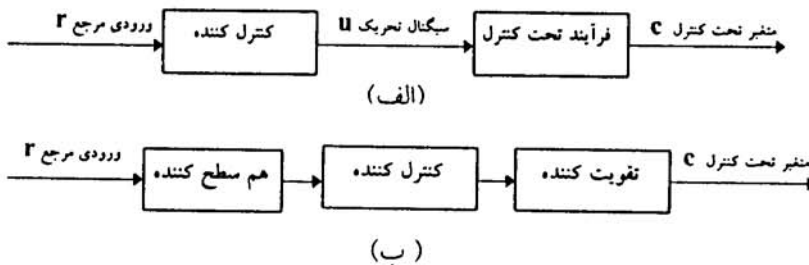 ورودی مرجع r
کنترل کننده
سیگنال تحریک u
فرآیند تحت کنترل
متغیر تحت کنترل c
(الف)
ورودی مرجع r
هم سطح کننده
کنترل کننده
تقویت کننده
متغیر تحت کنترل c
(ب)